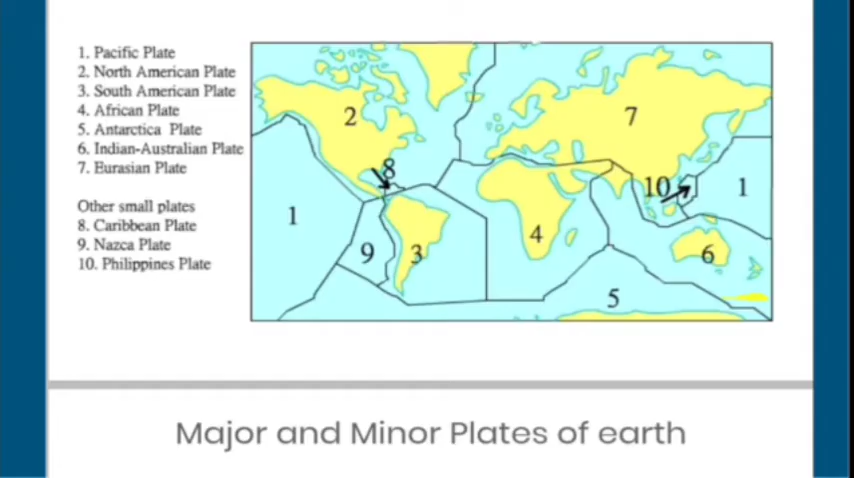 1. Pacific Plate
2. North American Plate
3. South American Plate
4. African Plate
5. Antarctica Plate
6. Indian-Australian Plate
7. Eurasian Plate
Other small plates
8. Caribbean Plate
9. Nazca Plate
10. Philippines Plate
2
7
8
10
1
1
4
9
3
6
5
Major and Minor Plates of earth